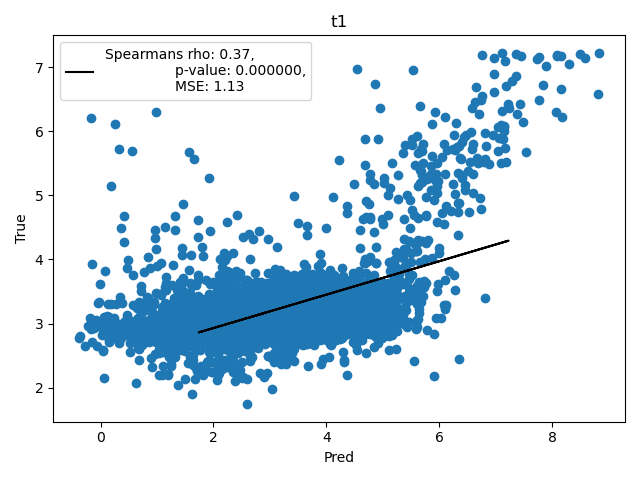 t1
Spearmans rho: 0.37,
p-value: 0.000000,
MSE: 1.13
7
6
5
4
3
2
True
0 2 4 6 8
Pred